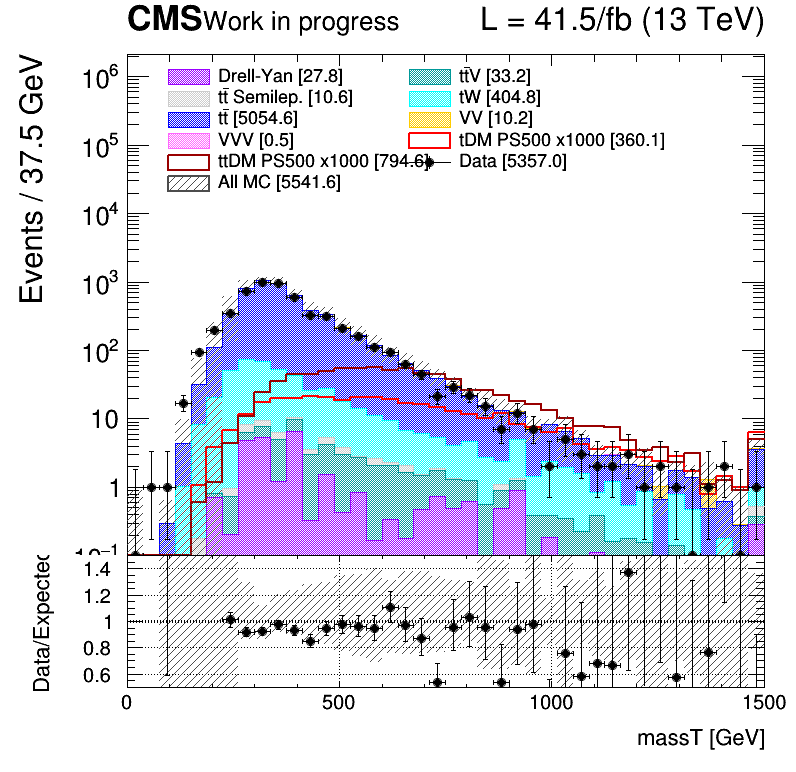 CMS Work in progress L = 41.5/fb (13 TeV)
Events / 37.5 GeV
10⁶
10⁵
10⁴
10³
10²
10
1
10⁻¹
Drell-Yan [27.8]
tt̄ Semilep. [10.6]
tt̄ [5054.6]
VVV [0.5]
ttDM PS500 x1000 [794.6]
All MC [5541.6]
tt̄V [33.2]
tW [404.8]
VV [10.2]
tDM PS500 x1000 [360.1]
Data [5357.0]
Data/Expected
1.4
1.2
1
0.8
0.6
0 500 1000 1500
massT [GeV]